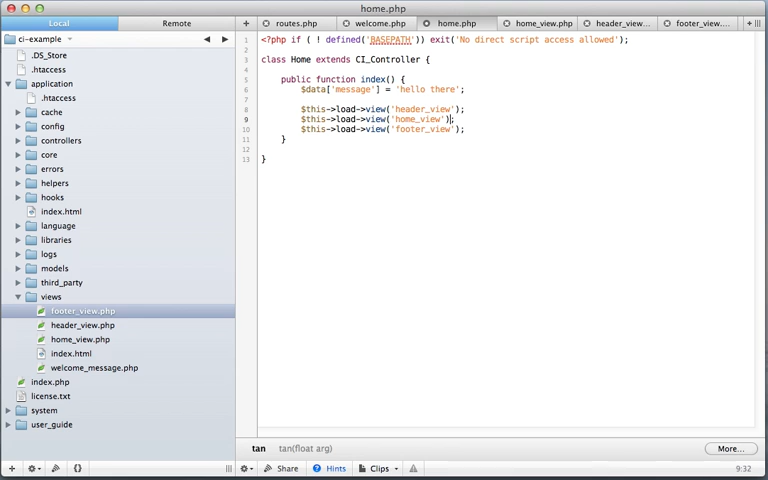 home.php
Local
Remote
routes.php
welcome.php
home.php
home_view.php
header_view...
footer_view....
ci-example
.DS_Store
.htaccess
application
.htaccess
cache
config
controllers
core
errors
helpers
hooks
index.html
language
libraries
logs
models
third_party
views
footer_view.php
header_view.php
home_view.php
index.html
welcome_message.php
index.php
license.txt
system
user_guide
1 <?php if ( ! defined('BASEPATH')) exit('No direct script access allowed');
2
3 class Home extends CI_Controller {
4
5 public function index() {
6 $data['message'] = 'hello there';
7
8 $this->load->view('header_view');
9 $this->load->view('home_view');
10 $this->load->view('footer_view');
11 }
12
13 }
tan tan(float arg)
More...
Share
Hints
Clips
9:32